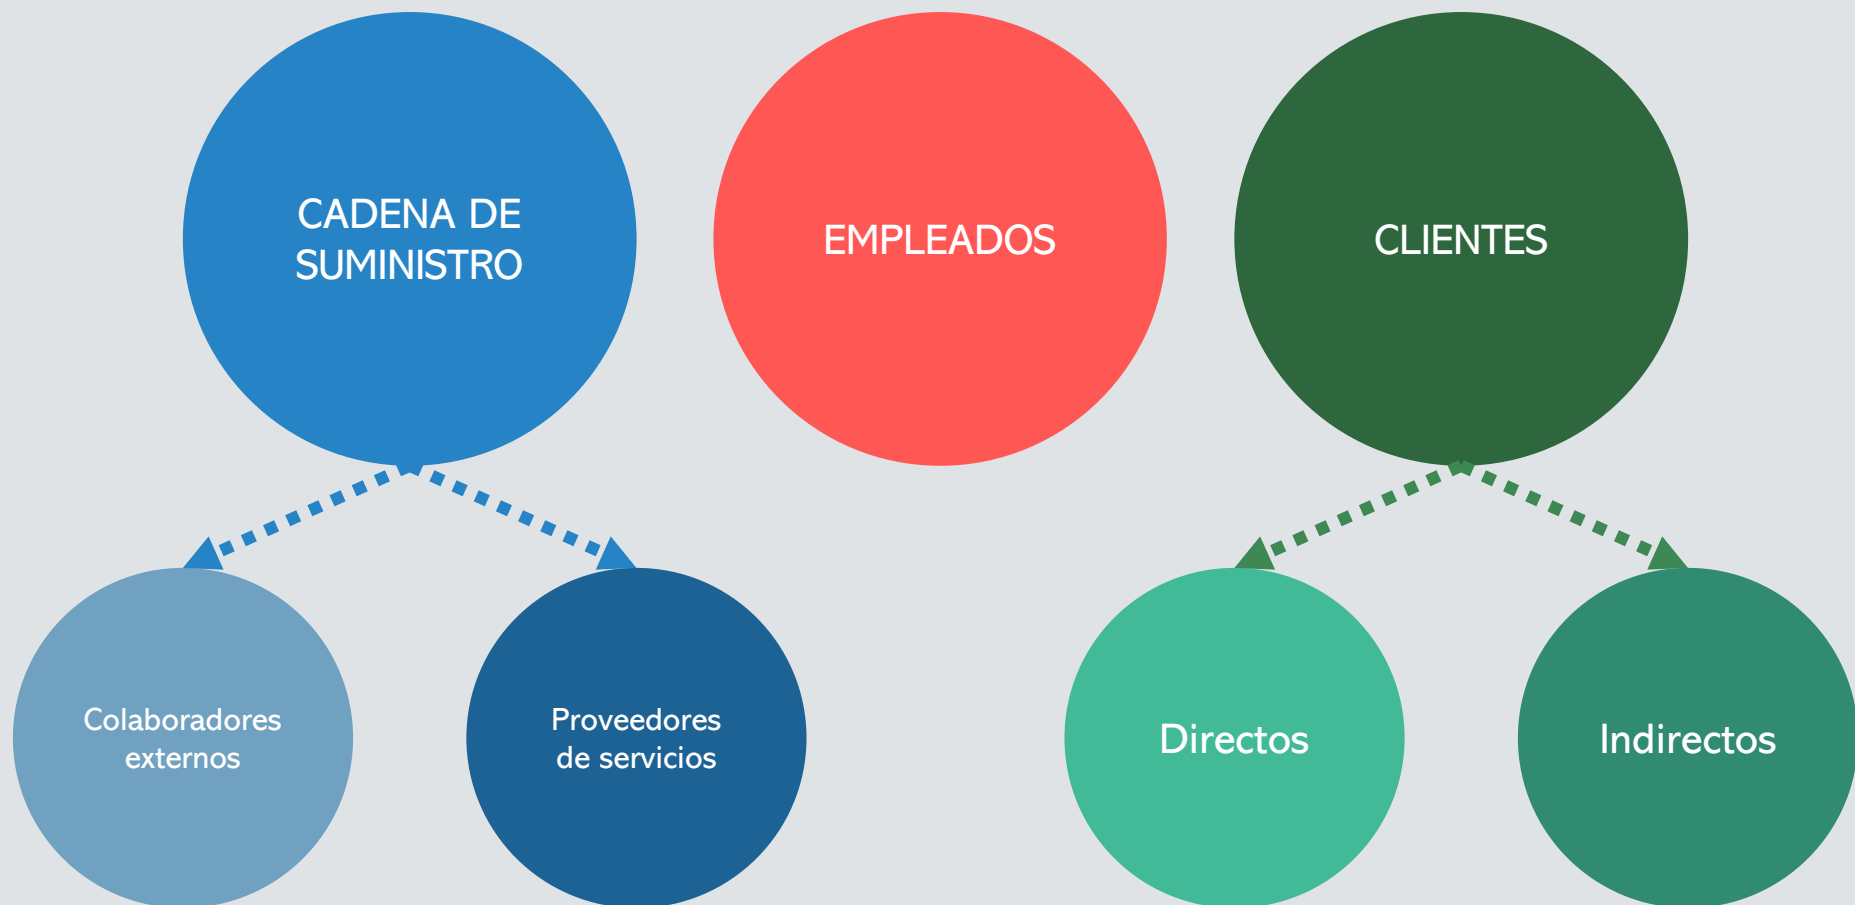 CADENA DE
SUMINISTRO
EMPLEADOS
CLIENTES
Colaboradores
externos
Proveedores
de servicios
Directos
Indirectos